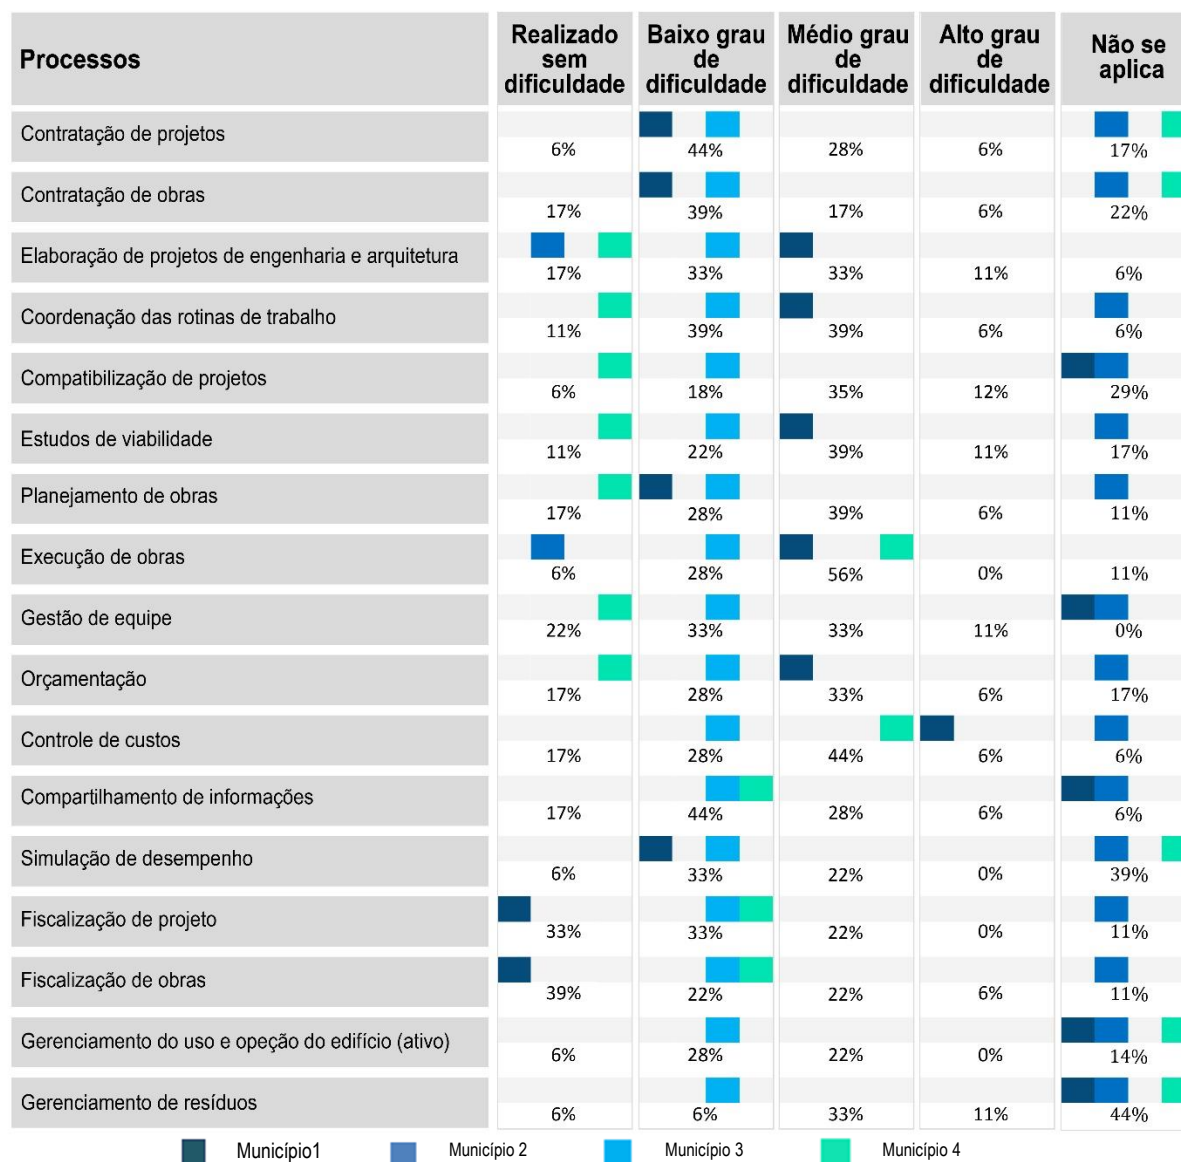 Processos
Realizado sem dificuldade
Baixo grau de dificuldade
Médio grau de dificuldade
Alto grau de dificuldade
Não se aplica
Contratação de projetos
6% 44% 28% 6% 17%
Contratação de obras
17% 39% 17% 6% 22%
Elaboração de projetos de engenharia e arquitetura
17% 33% 33% 11% 6%
Coordenação das rotinas de trabalho
11% 39% 39% 6% 6%
Compatibilização de projetos
6% 18% 35% 12% 29%
Estudos de viabilidade
11% 22% 39% 11% 17%
Planejamento de obras
17% 28% 39% 6% 11%
Execução de obras
6% 28% 56% 0% 11%
Gestão de equipe
22% 33% 33% 11% 0%
Orçamentação
17% 28% 33% 6% 17%
Controle de custos
17% 28% 44% 6% 6%
Compartilhamento de informações
17% 44% 28% 6% 6%
Simulação de desempenho
6% 33% 22% 0% 39%
Fiscalização de projeto
33% 33% 22% 0% 11%
Fiscalização de obras
39% 22% 22% 6% 11%
Gerenciamento do uso e opeção do edifício (ativo)
6% 28% 22% 0% 14%
Gerenciamento de resíduos
6% 6% 33% 11% 44%
Município1 Município 2 Município 3 Município 4